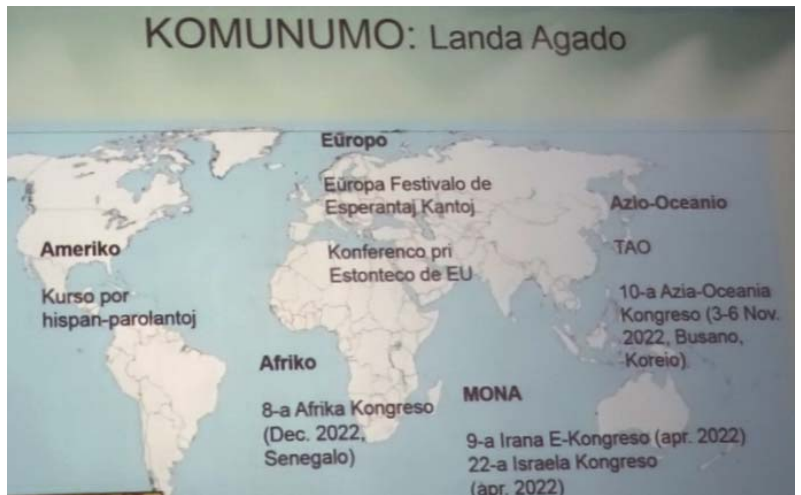 KOMUNUMO: Landa Agado
Eŭropo
Eŭropa Festivalo de
Esperantaj Kantoj
Konferenco pri
Estonteco de EU
Ameriko
Kurso por
hispan-parolantoj
Afriko
8-a Afrika Kongreso
(Dec. 2022,
Senegalo)
MONA
9-a Irana E-Kongreso (apr. 2022)
22-a Israela Kongreso
(apr. 2022)
Azio-Oceanio
TAO
10-a Azia-Oceania
Kongreso (3-6 Nov.
2022, Busano,
Koreio)